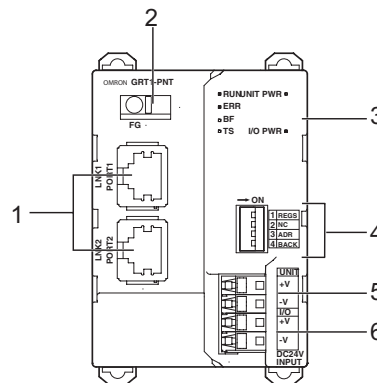 2
OMRON GRT1-PNT
FG
RUN UNIT PWR
ERR
BF
TS I/O PWR
3
LNK1
PORT1
1
LNK2
PORT2
→ ON
1 REGS
2 NC
3 ADR
4 BACK
4
UNIT
+V
-V
5
I/O
+V
-V
6
DC24V
INPUT